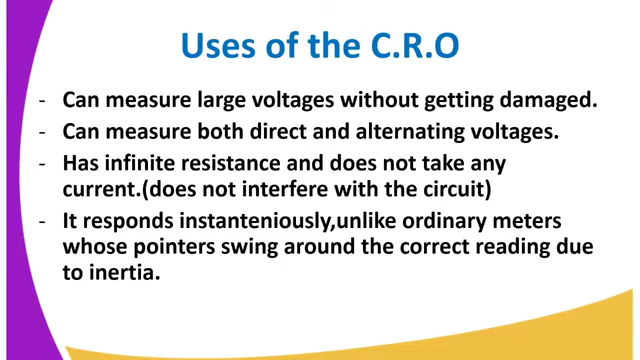 Uses of the C.R.O
- Can measure large voltages without getting damaged.
- Can measure both direct and alternating voltages.
- Has infinite resistance and does not take any
current.(does not interfere with the circuit)
- It responds instanteniously,unlike ordinary meters
whose pointers swing around the correct reading due
to inertia.